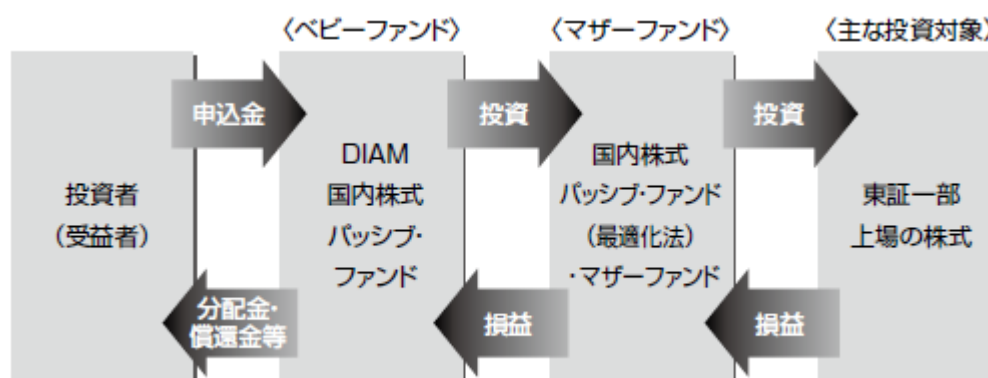 〈ベビーファンド〉
〈マザーファンド〉
〈主な投資対象〉
申込金
投資
投資
投資者
（受益者）
DIAM
国内株式
パッシブ・
ファンド
国内株式
パッシブ・ファンド
（最適化法）
・マザーファンド
東証一部
上場の株式
分配金・
償還金等
損益
損益